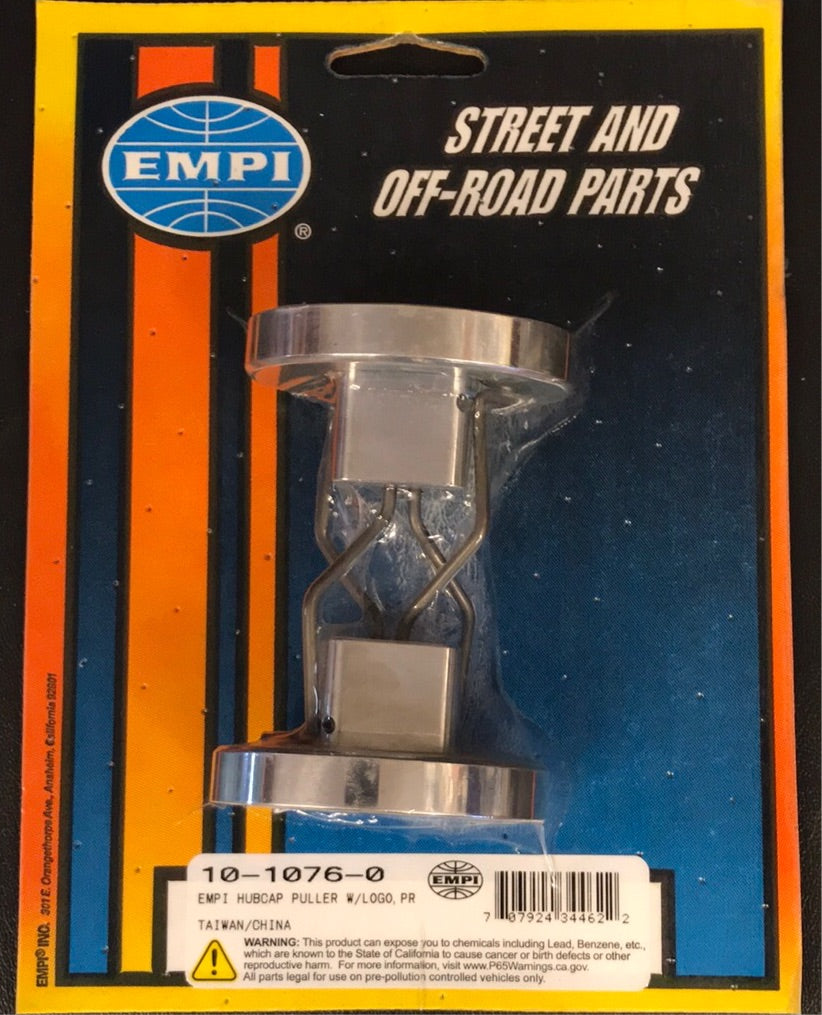 EMPI
®
STREET AND
OFF-ROAD PARTS
EMPI® INC. 301 E. Orangethorpe Ave., Anaheim, California 92801
10-1076-0
EMPI
EMPI HUBCAP PULLER W/LOGO, PR
TAIWAN/CHINA
7 07924 34462 2
WARNING: This product can expose you to chemicals including Lead, Benzene, etc.,
which are known to the State of California to cause cancer or birth defects or other
reproductive harm. For more information, visit www.P65Warnings.ca.gov.
All parts legal for use on pre-pollution controlled vehicles only.